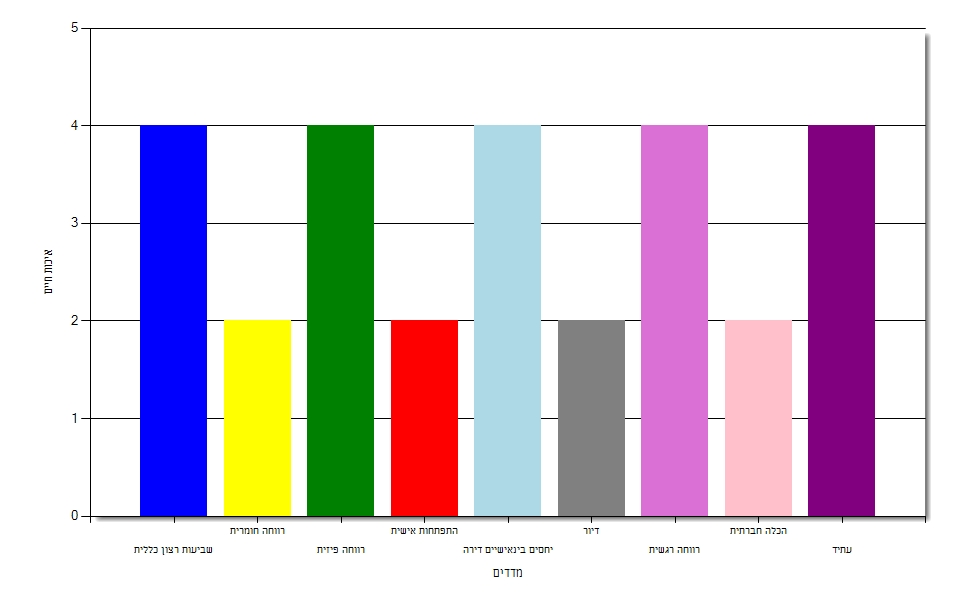 5
4
3
2
1
0
איכות חיים
רווחה חומרית
התפתחות אישית
דיור
הכלה חברתית
שביעות רצון כללית
רווחה פיזית
יחסים בינאישיים דירה
רווחה רגשית
עתיד
מדדים